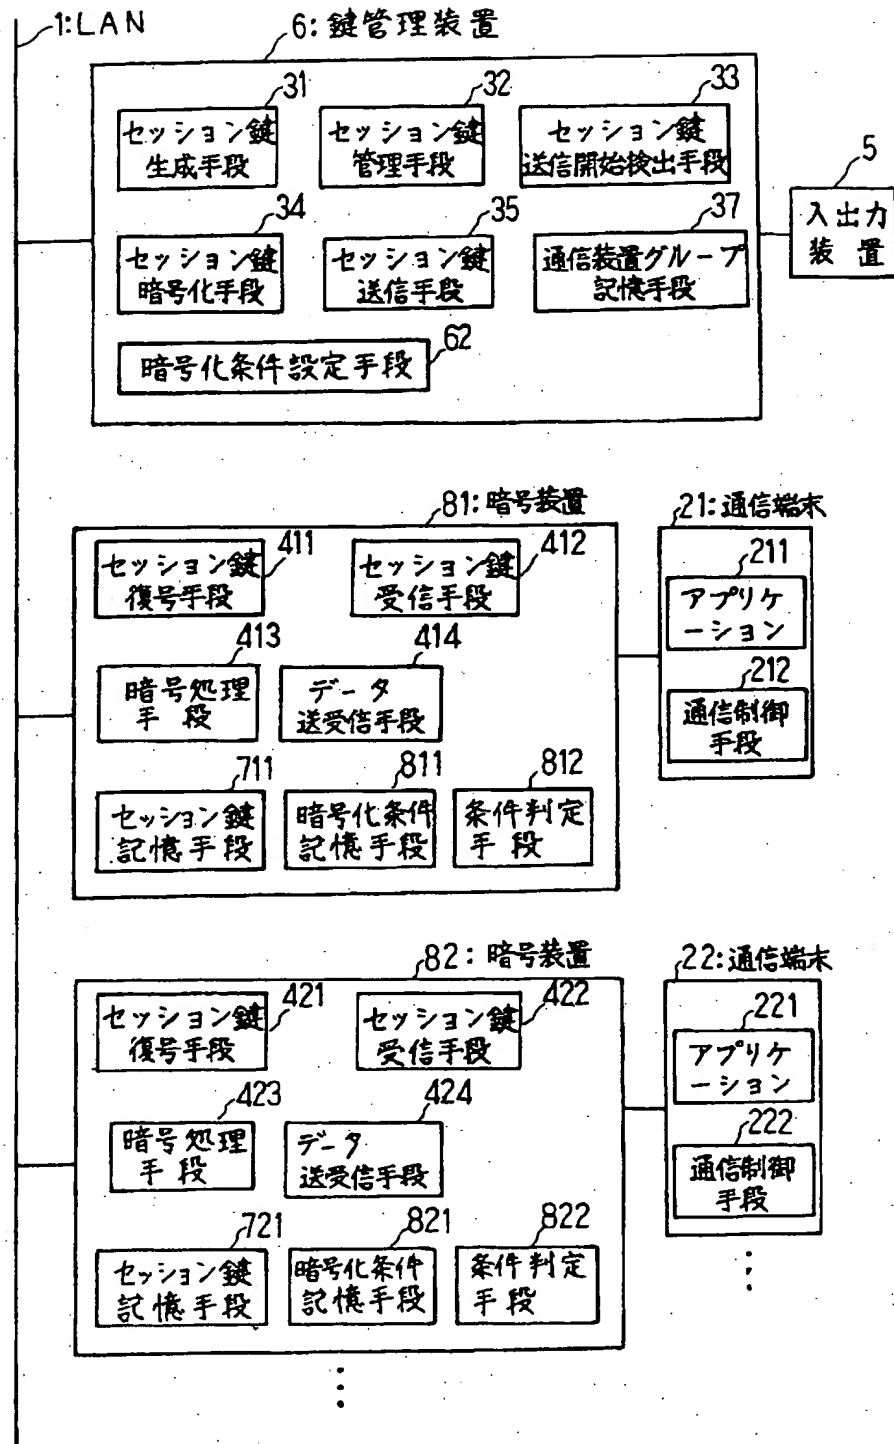 1:LAN
6:鍵管理装置
31
セッション鍵
生成手段
32
セッション鍵
管理手段
33
セッション鍵
送信開始検出手段
5
入出力
装置
34
セッション鍵
暗号化手段
35
セッション鍵
送信手段
37
通信装置グループ
記憶手段
62
暗号化条件設定手段
81:暗号装置
21:通信端末
411
セッション鍵
復号手段
412
セッション鍵
受信手段
211
アプリケ
ーション
413
暗号処理
手段
414
データ
送受信手段
212
通信制御
手段
711
セッション鍵
記憶手段
811
暗号化条件
記憶手段
812
条件判定
手段
82:暗号装置
22:通信端末
421
セッション鍵
復号手段
422
セッション鍵
受信手段
221
アプリケ
ーション
423
暗号処理
手段
424
データ
送受信手段
222
通信制御
手段
721
セッション鍵
記憶手段
821
暗号化条件
記憶手段
822
条件判定
手段